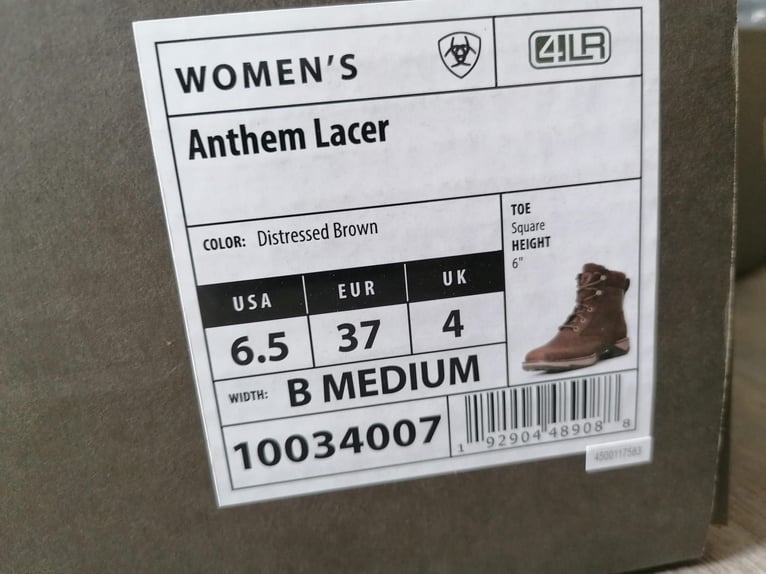 WOMEN'S
4LR
Anthem Lacer
COLOR: Distressed Brown
TOE
Square
HEIGHT
6"
USA EUR UK
6.5 37 4
WIDTH: B MEDIUM
10034007
1 92904 48908 8
4500117583